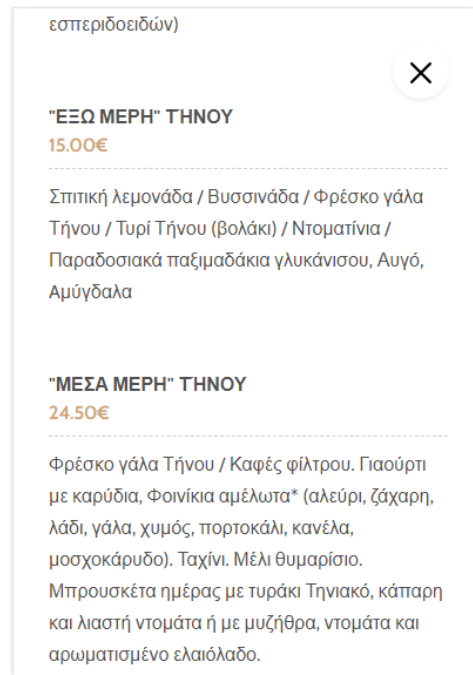 εσπεριδοειδών)
"ΕΞΩ ΜΕΡΗ" ΤΉΝΟΥ
15.00€
Σπιτική λεμονάδα / Βυσσινάδα / Φρέσκο γάλα
Τήνου / Τυρί Τήνου (βολάκι) / Ντοματίνια /
Παραδοσιακά παξιμαδάκια γλυκάνισου, Αυγό,
Αμύγδαλα
"ΜΕΣΑ ΜΕΡΗ" ΤΉΝΟΥ
24.50€
Φρέσκο γάλα Τήνου / Καφές φίλτρου. Γιαούρτι
με καρύδια, Φοινίκια αμέλωτα* (αλεύρι, ζάχαρη,
λάδι, γάλα, χυμός, πορτοκάλι, κανέλα,
μοσχοκάρυδο). Ταχίνι. Μέλι θυμαρίσιο.
Μπρουσκέτα ημέρας με τυράκι Τηνιακό, κάπαρη
και λιαστή ντομάτα ή με μυζήθρα, ντομάτα και
αρωματισμένο ελαιόλαδο.